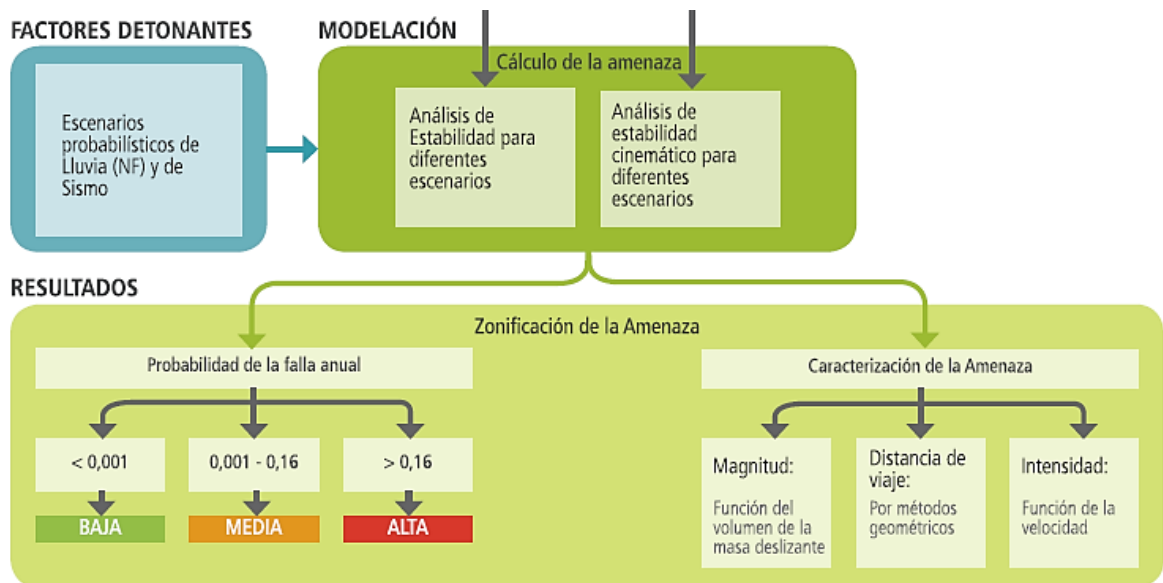 FACTORES DETONANTES
Escenarios
probabilísticos de
Lluvia (NF) y de
Sismo
MODELACIÓN
Cálculo de la amenaza
Análisis de
Estabilidad para
diferentes
escenarios
Análisis de
estabilidad
cinemático para
diferentes
escenarios
RESULTADOS
Zonificación de la Amenaza
Probabilidad de la falla anual
< 0,001
0,001 - 0,16
> 0,16
BAJA
MEDIA
ALTA
Caracterización de la Amenaza
Magnitud:
Función del
volumen de la
masa deslizante
Distancia de
viaje:
Por métodos
geométricos
Intensidad:
Función de la
velocidad